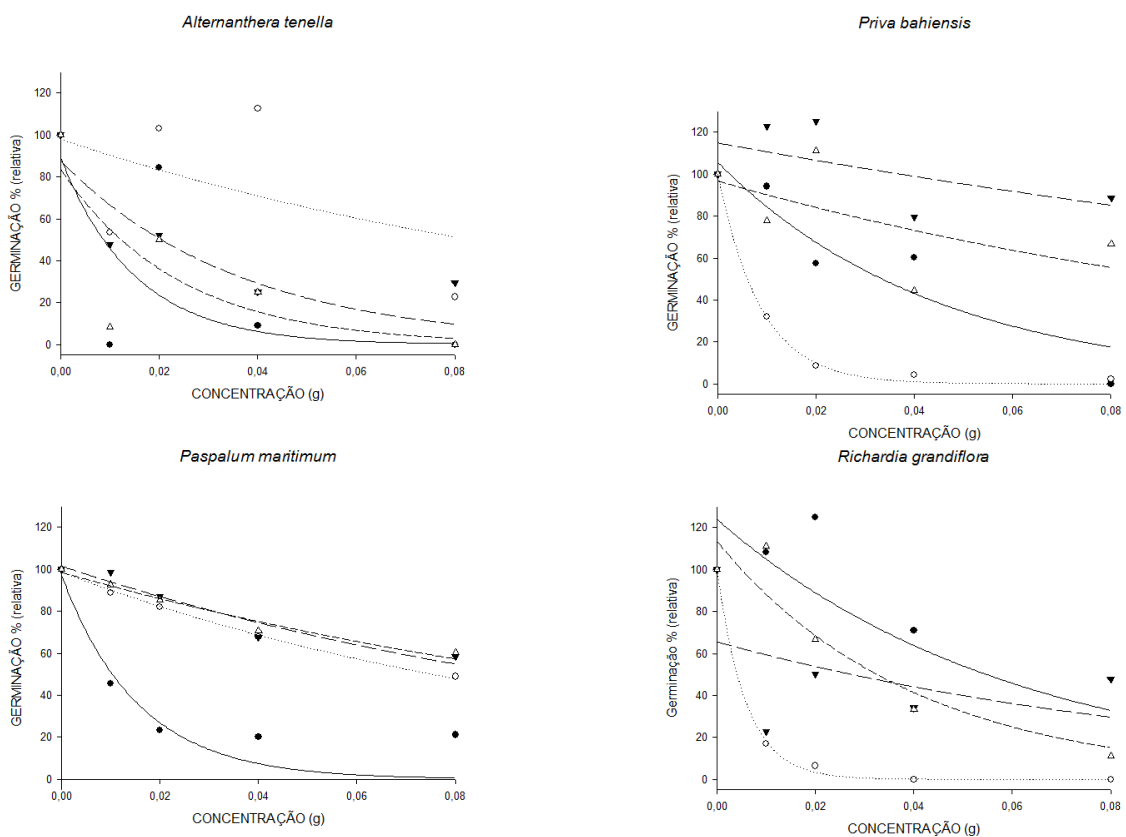 Alternanthera tenella
GERMINAÇÃO % (relativa)
120
100
80
60
40
20
0
0,00 0,02 0,04 0,06 0,08
CONCENTRAÇÃO (g)
Priva bahiensis
GERMINAÇÃO % (relativa)
120
100
80
60
40
20
0
0,00 0,02 0,04 0,06 0,08
CONCENTRAÇÃO (g)
Paspalum maritimum
GERMINAÇÃO % (relativa)
120
100
80
60
40
20
0
0,00 0,02 0,04 0,06 0,08
CONCENTRAÇÃO (g)
Richardia grandiflora
Germinação % (relativa)
120
100
80
60
40
20
0
0,00 0,02 0,04 0,06 0,08
CONCENTRAÇÃO (g)